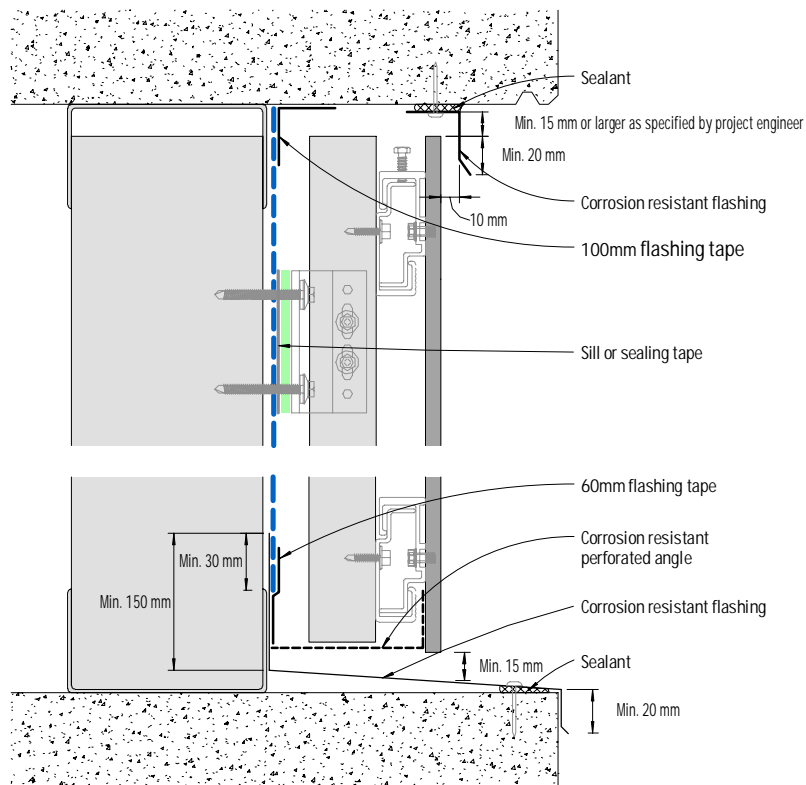 Sealant
Min. 15 mm or larger as specified by project engineer
Min. 20 mm
Corrosion resistant flashing
10 mm
100mm flashing tape
Sill or sealing tape
60mm flashing tape
Corrosion resistant
perforated angle
Min. 30 mm
Min. 150 mm
Corrosion resistant flashing
Min. 15 mm
Sealant
Min. 20 mm